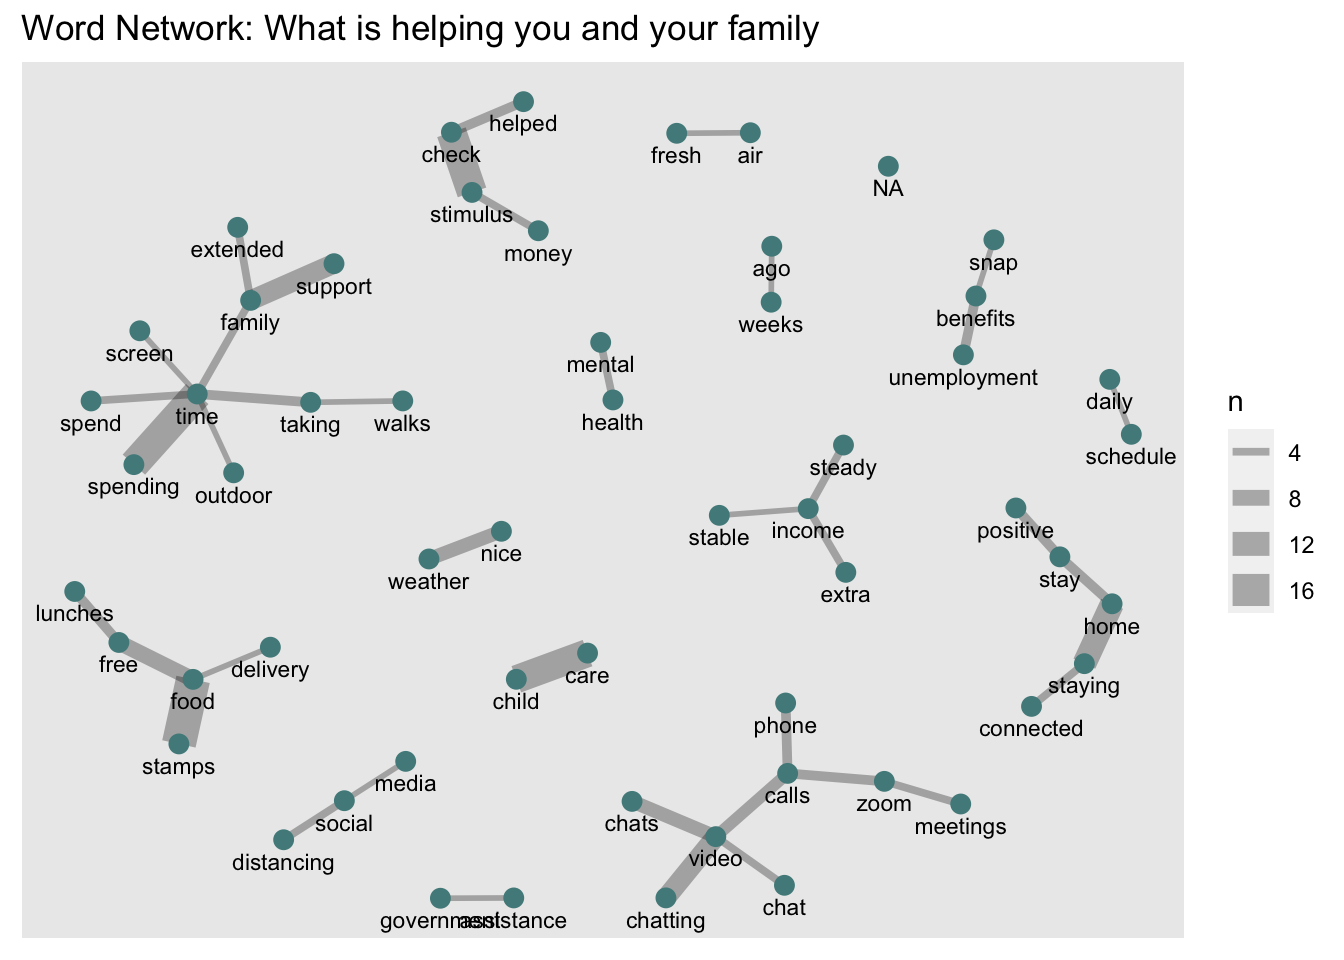 Word Network: What is helping you and your family
helped
check
fresh
air
NA
stimulus
money
extended
support
family
screen
spend
time
taking
walks
spending
outdoor
ago
weeks
snap
benefits
unemployment
mental
health
daily
schedule
steady
stable
income
extra
positive
stay
home
staying
connected
nice
weather
lunches
free
food
delivery
stamps
care
child
media
social
distancing
phone
calls
zoom
meetings
chats
video
chatting
chat
government
assistance
n
4
8
12
16